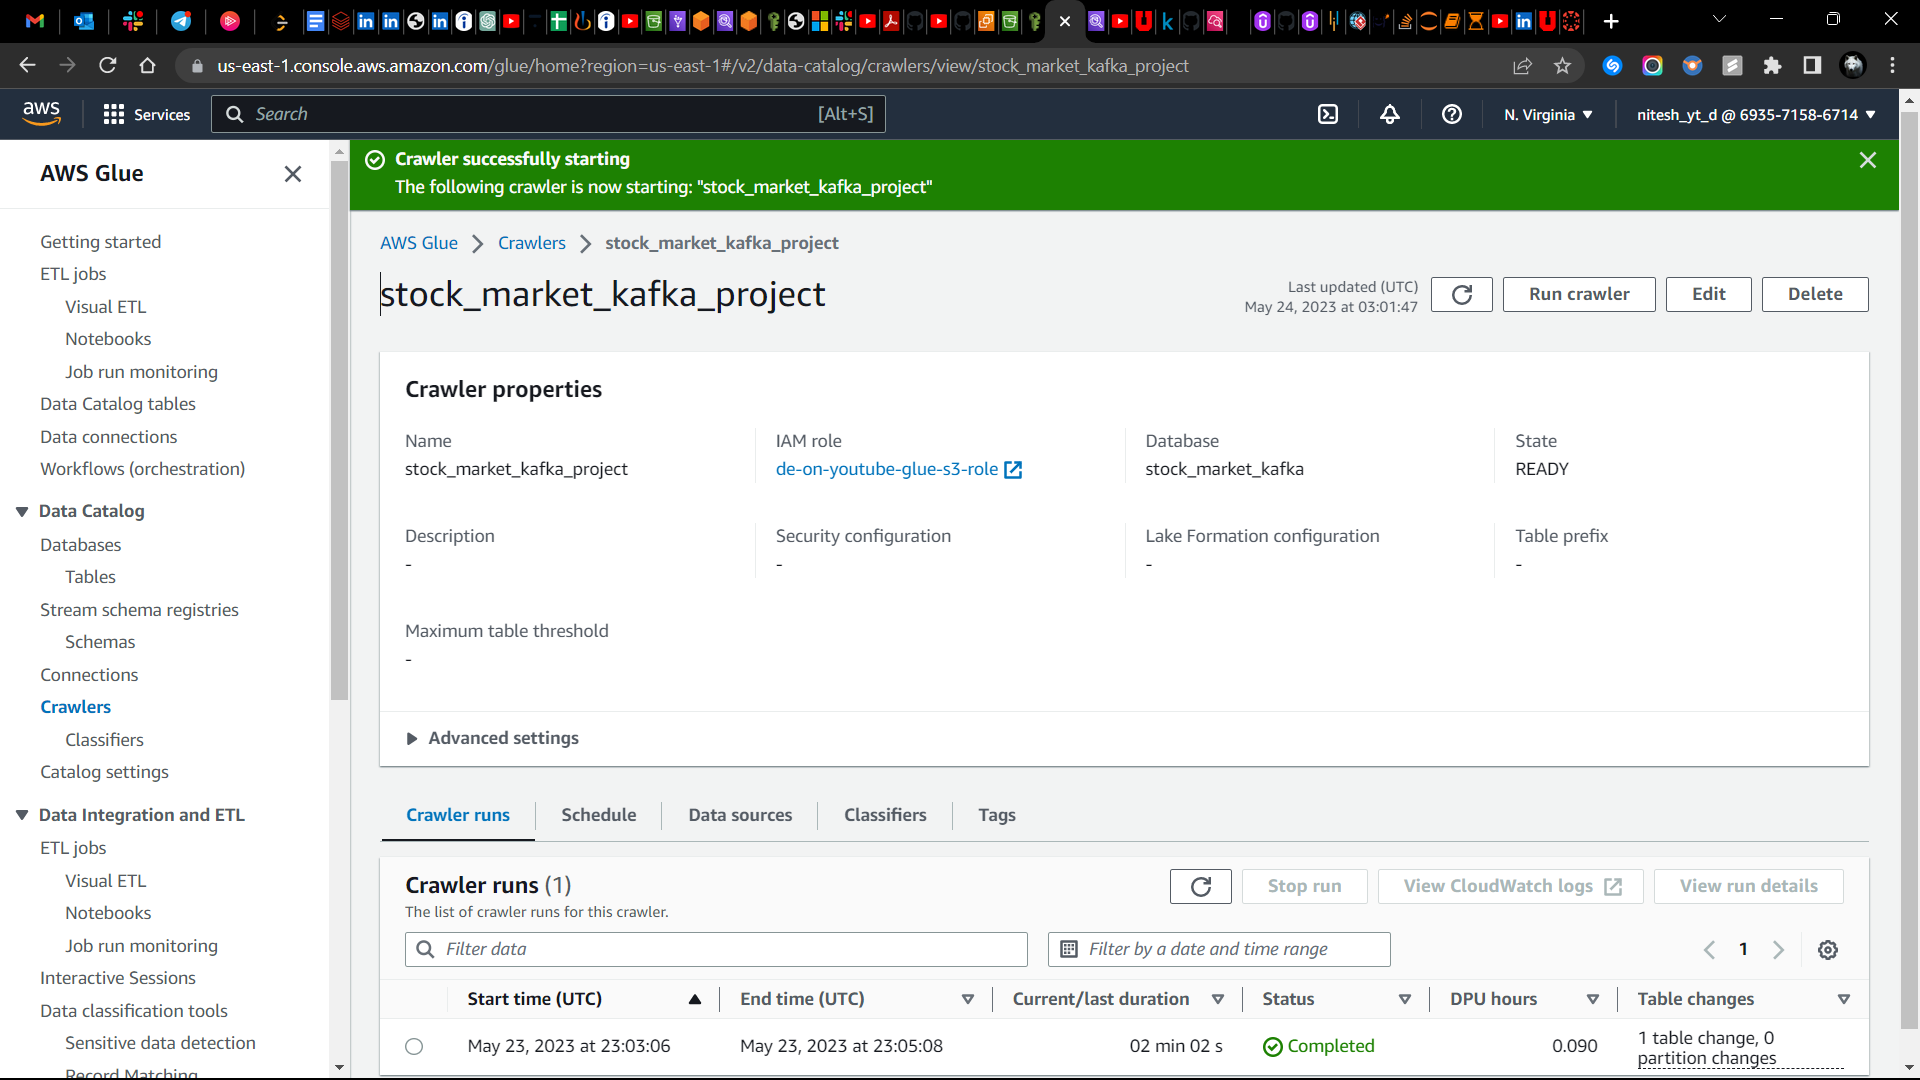 us-east-1.console.aws.amazon.com/glue/home?region=us-east-1#/v2/data-catalog/crawlers/view/stock_market_kafka_project
aws
Services
Search
[Alt+S]
N. Virginia
nitesh_yt_d @ 6935-7158-6714
AWS Glue
Getting started
ETL jobs
Visual ETL
Notebooks
Job run monitoring
Data Catalog tables
Data connections
Workflows (orchestration)
Data Catalog
Databases
Tables
Stream schema registries
Schemas
Connections
Crawlers
Classifiers
Catalog settings
Data Integration and ETL
ETL jobs
Visual ETL
Notebooks
Job run monitoring
Interactive Sessions
Data classification tools
Sensitive data detection
Record Matching
Crawler successfully starting
The following crawler is now starting: "stock_market_kafka_project"
AWS Glue
Crawlers
stock_market_kafka_project
stock_market_kafka_project
Last updated (UTC)
May 24, 2023 at 03:01:47
Run crawler
Edit
Delete
Crawler properties
Name
stock_market_kafka_project
IAM role
de-on-youtube-glue-s3-role
Database
stock_market_kafka
State
READY
Description
-
Security configuration
-
Lake Formation configuration
-
Table prefix
-
Maximum table threshold
-
Advanced settings
Crawler runs
Schedule
Data sources
Classifiers
Tags
Crawler runs (1)
The list of crawler runs for this crawler.
Stop run
View CloudWatch logs
View run details
Filter data
Filter by a date and time range
1
Start time (UTC)
End time (UTC)
Current/last duration
Status
DPU hours
Table changes
May 23, 2023 at 23:03:06
May 23, 2023 at 23:05:08
02 min 02 s
Completed
0.090
1 table change, 0
partition changes